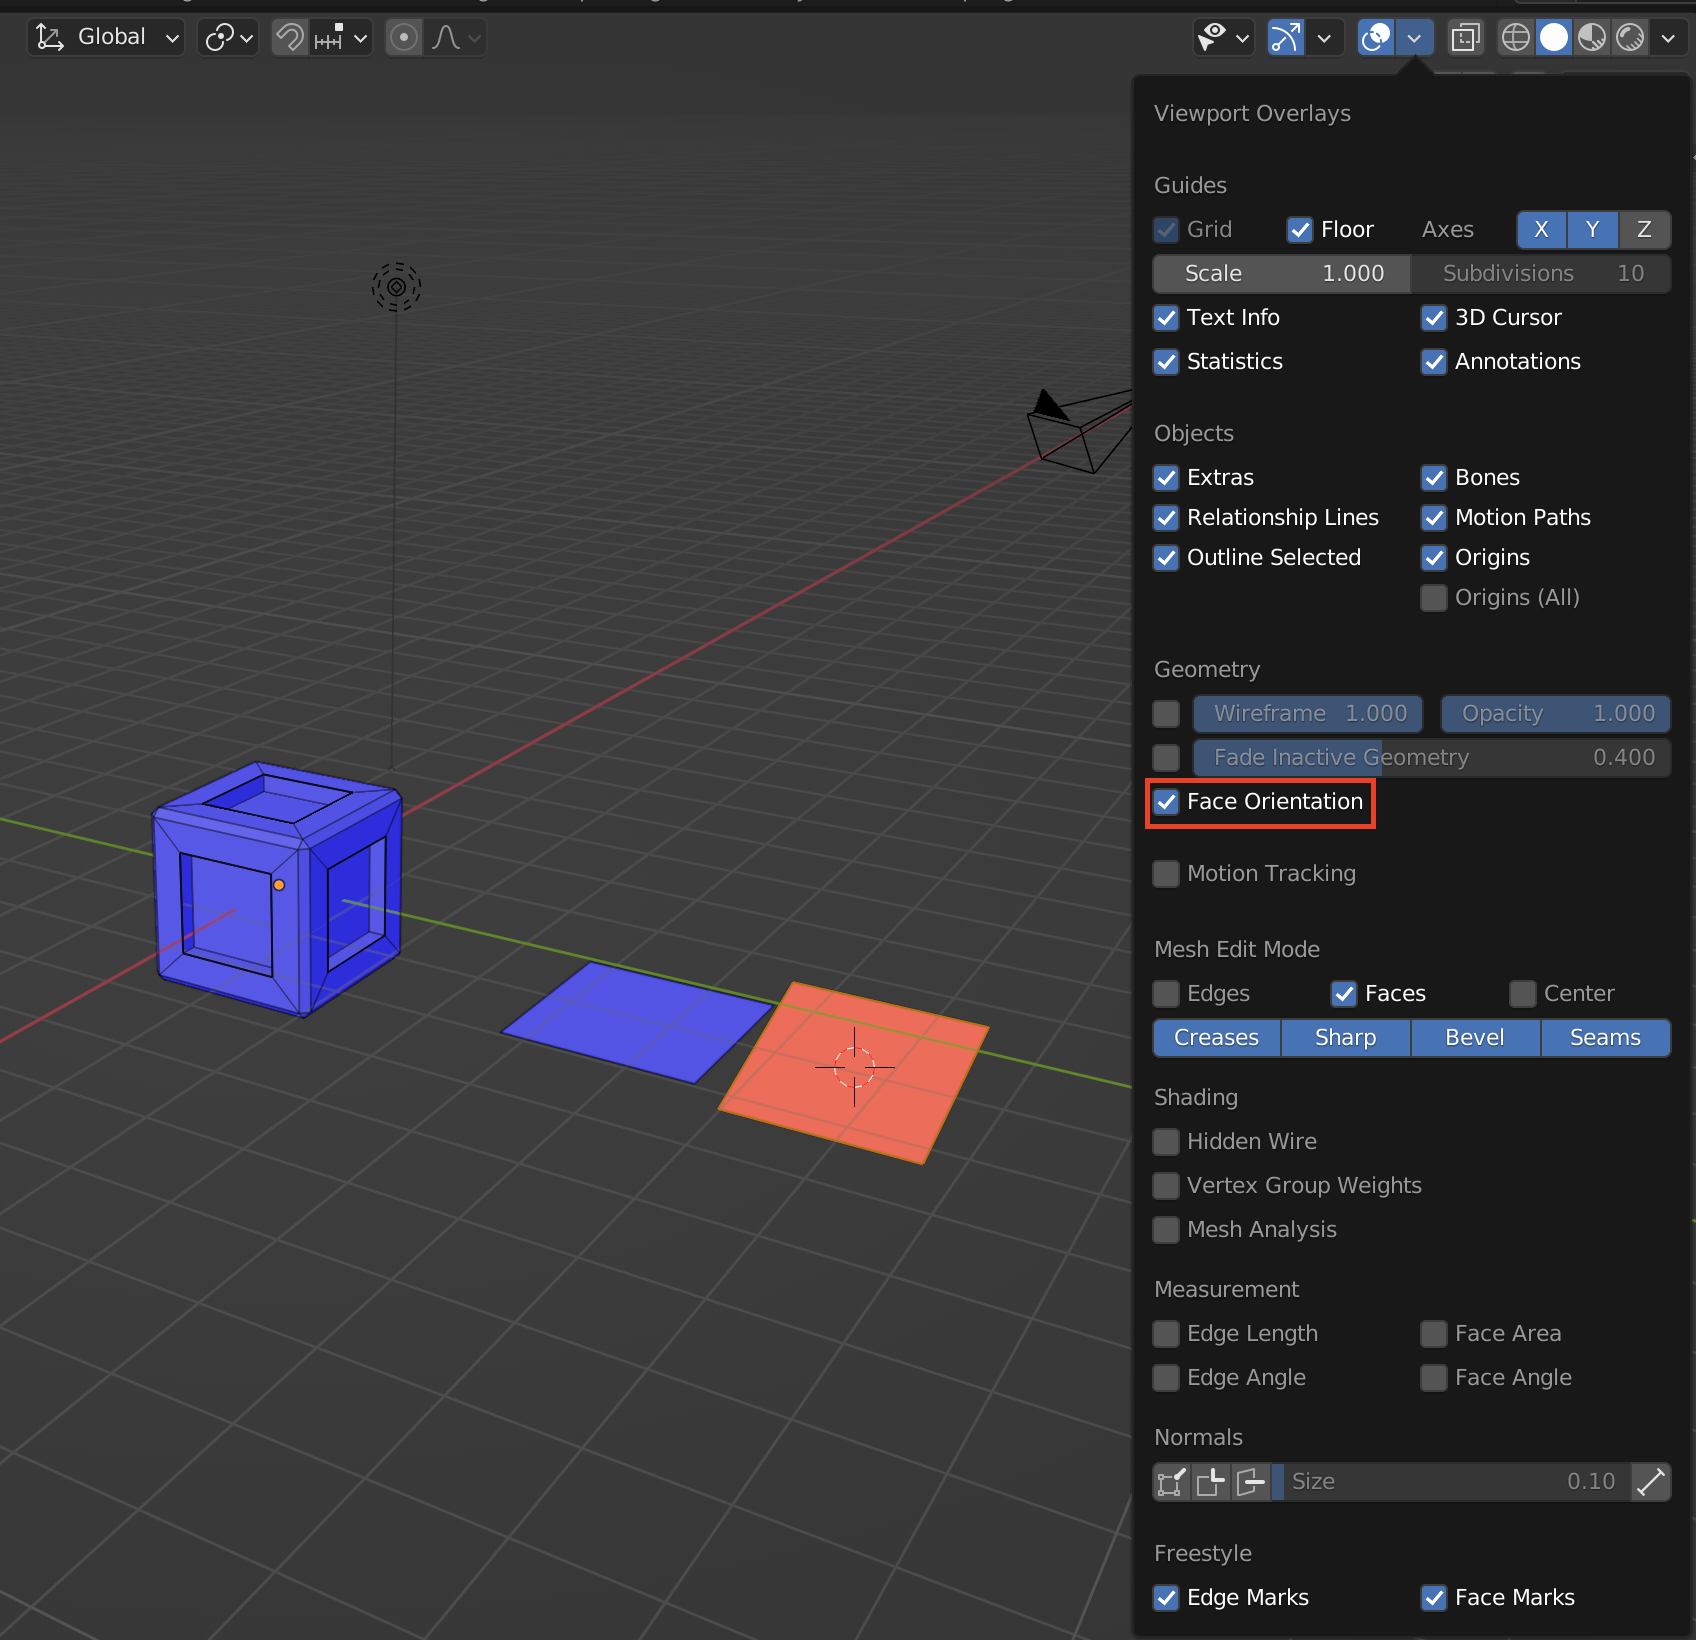 Global
Viewport Overlays
Guides
Grid Floor Axes X Y Z
Scale 1.000 Subdivisions 10
Text Info 3D Cursor
Statistics Annotations
Objects
Extras Bones
Relationship Lines Motion Paths
Outline Selected Origins
Origins (All)
Geometry
Wireframe 1.000 Opacity 1.000
Fade Inactive Geometry 0.400
Face Orientation
Motion Tracking
Mesh Edit Mode
Edges Faces Center
Creases Sharp Bevel Seams
Shading
Hidden Wire
Vertex Group Weights
Mesh Analysis
Measurement
Edge Length Face Area
Edge Angle Face Angle
Normals
Size 0.10
Freestyle
Edge Marks Face Marks